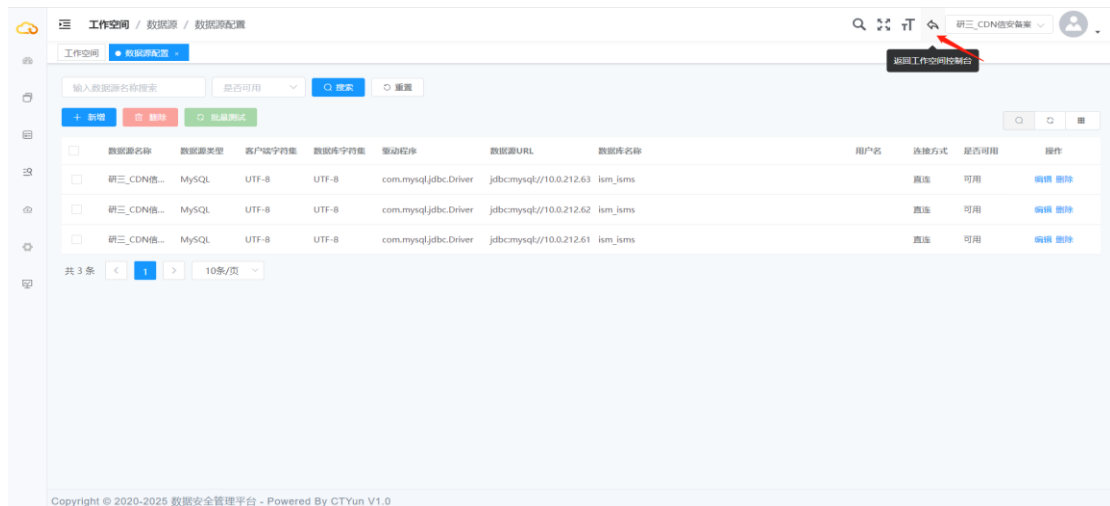 工作空间 / 数据源 / 数据源配置 研三_CDN信安备案
工作空间 数据源配置 × 返回工作空间控制台
输入数据源名称搜索 是否可用 搜索 重置
+ 新增 删除 批量测试
数据源名称 数据源类型 客户端字符集 数据库字符集 驱动程序 数据源URL 数据库名称 用户名 连接方式 是否可用 操作
研三_CDN信... MySQL UTF-8 UTF-8 com.mysql.jdbc.Driver jdbc:mysql://10.0.212.63 ism_isms 直连 可用 编辑 删除
研三_CDN信... MySQL UTF-8 UTF-8 com.mysql.jdbc.Driver jdbc:mysql://10.0.212.62 ism_isms 直连 可用 编辑 删除
研三_CDN信... MySQL UTF-8 UTF-8 com.mysql.jdbc.Driver jdbc:mysql://10.0.212.61 ism_isms 直连 可用 编辑 删除
共 3 条 < 1 > 10条/页
Copyright © 2020-2025 数据安全管理平台 - Powered By CTYun V1.0